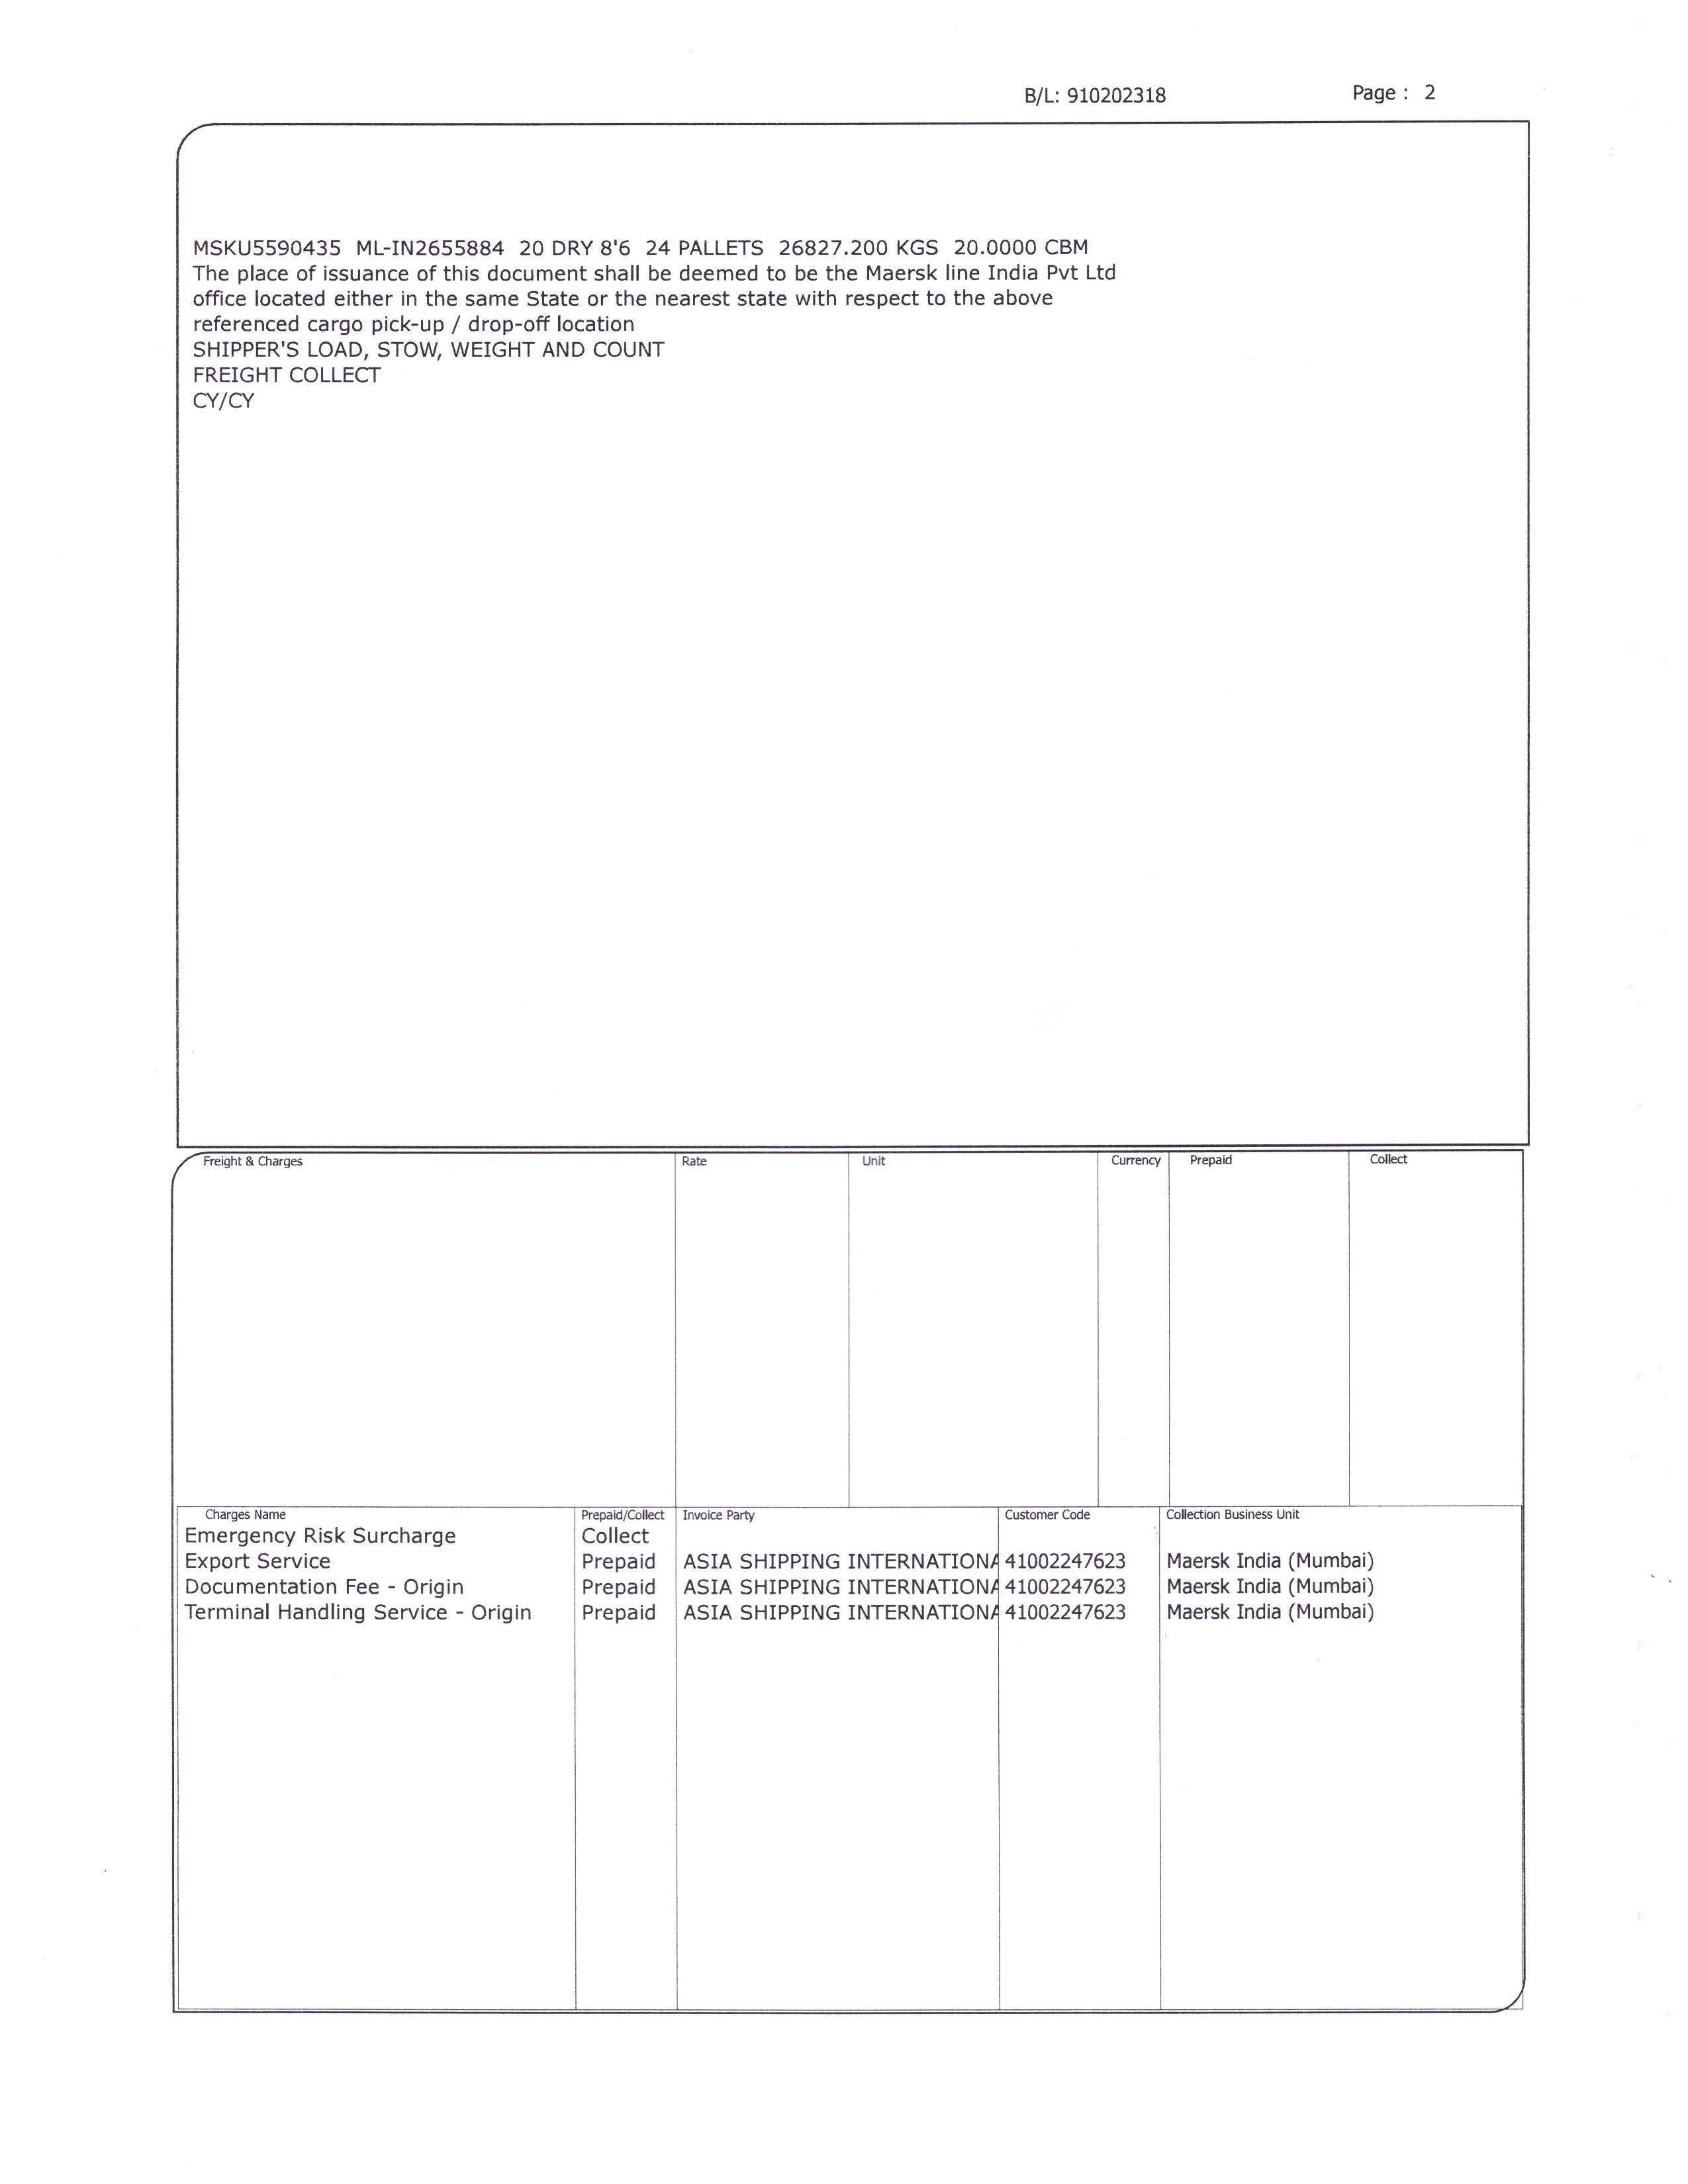 B/L: 910202318 Page : 2
MSKU5590435 ML-IN2655884 20 DRY 8'6 24 PALLETS 26827.200 KGS 20.0000 CBM
The place of issuance of this document shall be deemed to be the Maersk line India Pvt Ltd
office located either in the same State or the nearest state with respect to the above
referenced cargo pick-up / drop-off location
SHIPPER'S LOAD, STOW, WEIGHT AND COUNT
FREIGHT COLLECT
CY/CY
Freight & Charges Rate Unit Currency Prepaid Collect
Charges Name Prepaid/Collect Invoice Party Customer Code Collection Business Unit
Emergency Risk Surcharge Collect
Export Service Prepaid ASIA SHIPPING INTERNATIONA 41002247623 Maersk India (Mumbai)
Documentation Fee - Origin Prepaid ASIA SHIPPING INTERNATIONA 41002247623 Maersk India (Mumbai)
Terminal Handling Service - Origin Prepaid ASIA SHIPPING INTERNATIONA 41002247623 Maersk India (Mumbai)